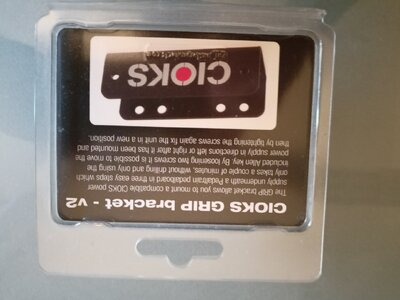 CIOKS GRIP bracket - v2
The GRIP bracket allows you to mount a compatible CIOKS power
supply underneath a Pedaltrain pedalboard in three easy steps which
only takes a couple of minutes, without drilling and only using the
included Allen Key. By loosening two screws it is possible to move the
power supply directions left or right after it has been mounted and
then by tightening the screws again fix the unit in a new position.
CIOKS